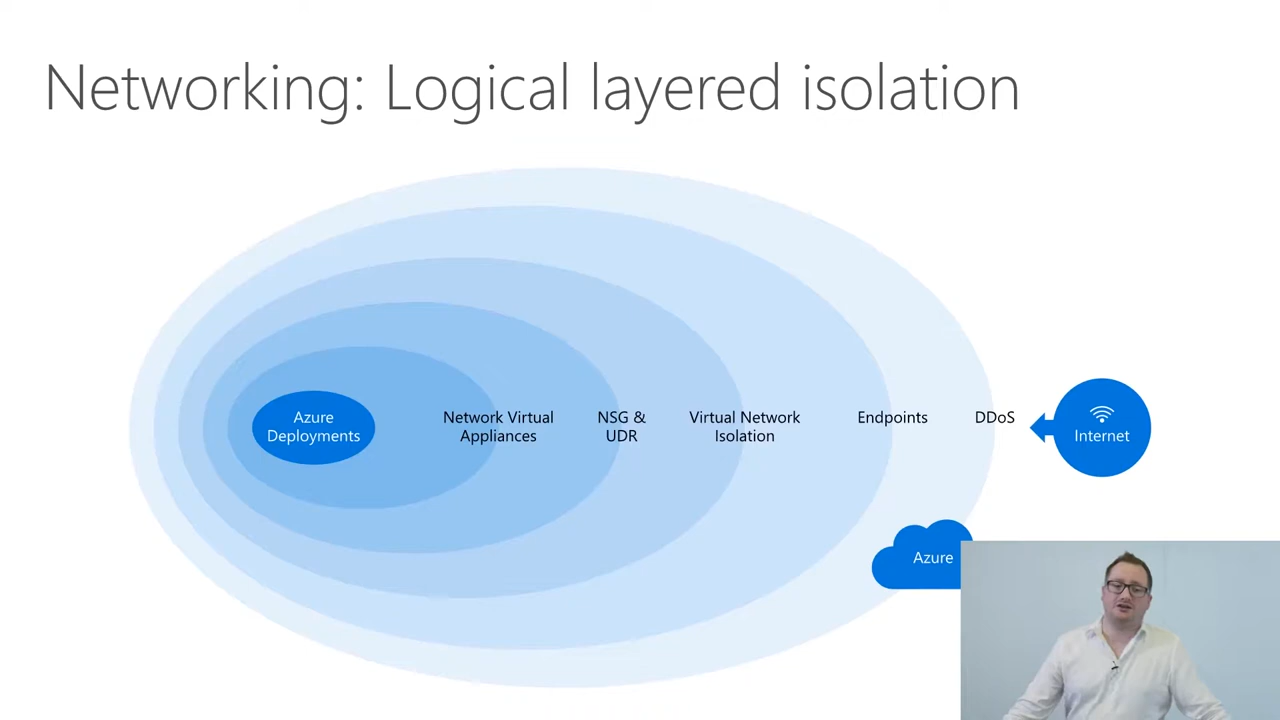 Networking: Logical layered isolation
Azure
Deployments
Network Virtual
Appliances
NSG &
UDR
Virtual Network
Isolation
Endpoints
DDoS
Internet
Azure